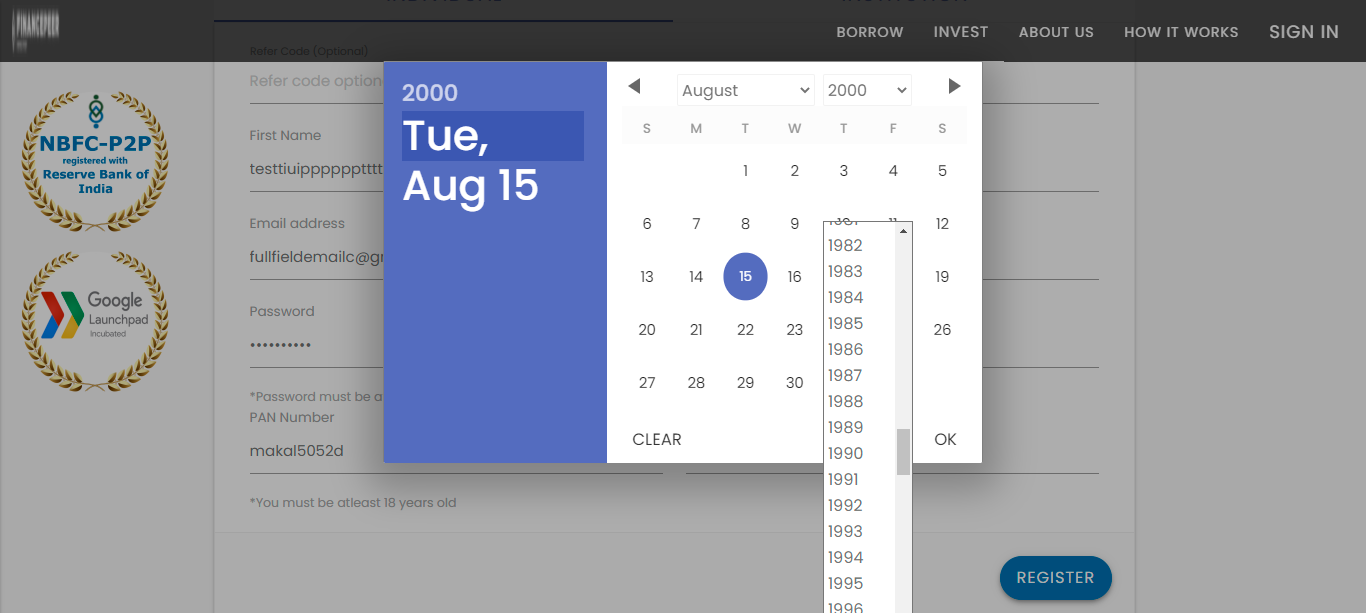 FINANCEPEER
BORROW INVEST ABOUT US HOW IT WORKS SIGN IN
Refer Code (Optional)
Refer code option
NBFC-P2P
registered with
Reserve Bank of
India
Google
Launchpad
Incubated
First Name
testtiuippppppttttt
Email address
fullfieldemailc@gr
Password
••••••••••
*Password must be a
PAN Number
makal5052d
*You must be atleast 18 years old
2000
Tue,
Aug 15
August 2000
S M T W T F S
1 2 3 4 5
6 7 8 9 12
13 14 15 16 19
20 21 22 23 26
27 28 29 30
CLEAR OK
1982
1983
1984
1985
1986
1987
1988
1989
1990
1991
1992
1993
1994
1995
1996
REGISTER